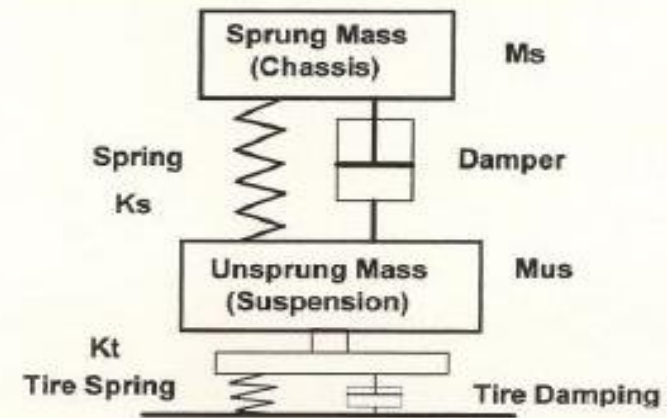 Sprung Mass
(Chassis)
Ms
Spring
Ks
Damper
Unsprung Mass
(Suspension)
Mus
Kt
Tire Spring
Tire Damping